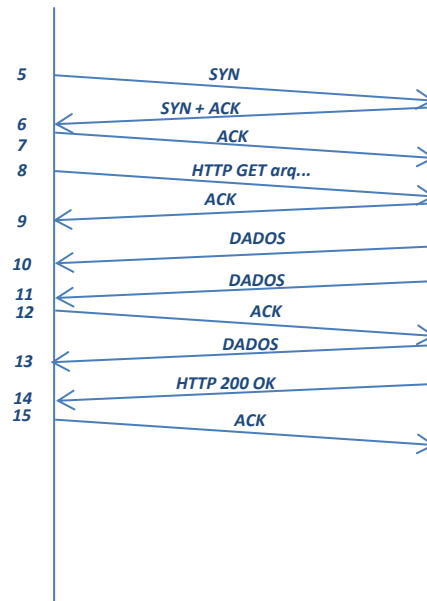 5 SYN
SYN + ACK
6
7 ACK
8 HTTP GET arq...
ACK
9
DADOS
10
DADOS
11
12 ACK
DADOS
13
HTTP 200 OK
14
15 ACK